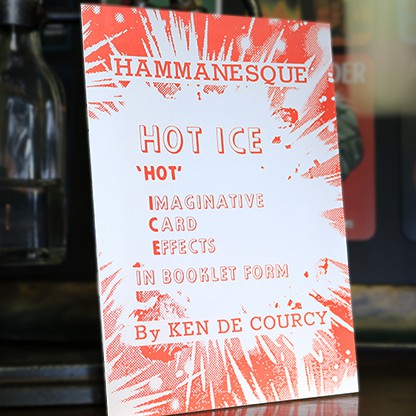 HAMMANESQUE
HOT ICE
'HOT'
IMAGINATIVE
CARD
EFFECTS
IN BOOKLET FORM
By KEN DE COURCY